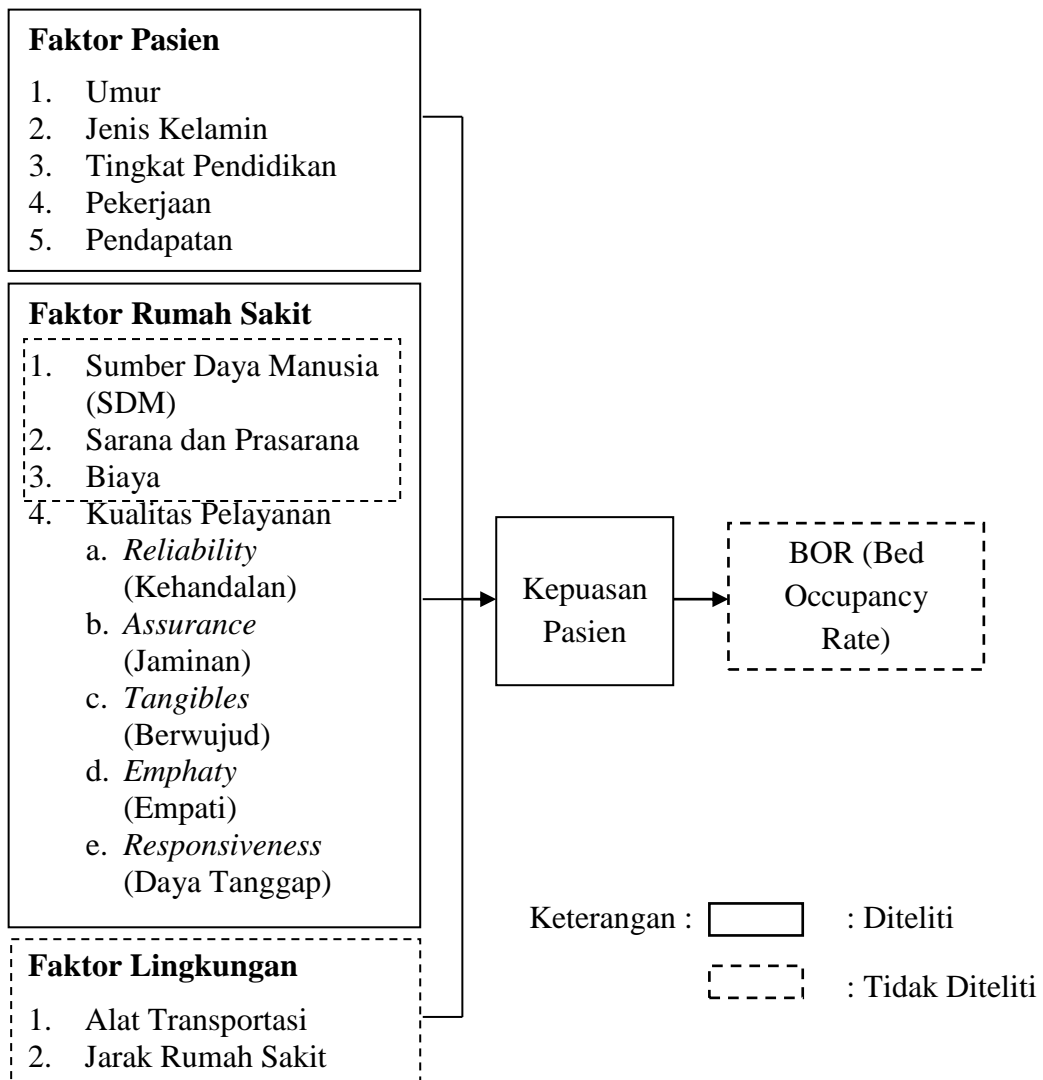 Faktor Pasien
1. Umur
2. Jenis Kelamin
3. Tingkat Pendidikan
4. Pekerjaan
5. Pendapatan
Faktor Rumah Sakit
1. Sumber Daya Manusia
(SDM)
2. Sarana dan Prasarana
3. Biaya
4. Kualitas Pelayanan
a. Reliability
(Kehandalan)
b. Assurance
(Jaminan)
c. Tangibles
(Berwujud)
d. Emphaty
(Empati)
e. Responsiveness
(Daya Tanggap)
Faktor Lingkungan
1. Alat Transportasi
2. Jarak Rumah Sakit
Kepuasan
Pasien
BOR (Bed
Occupancy
Rate)
Keterangan : : Diteliti
: Tidak Diteliti